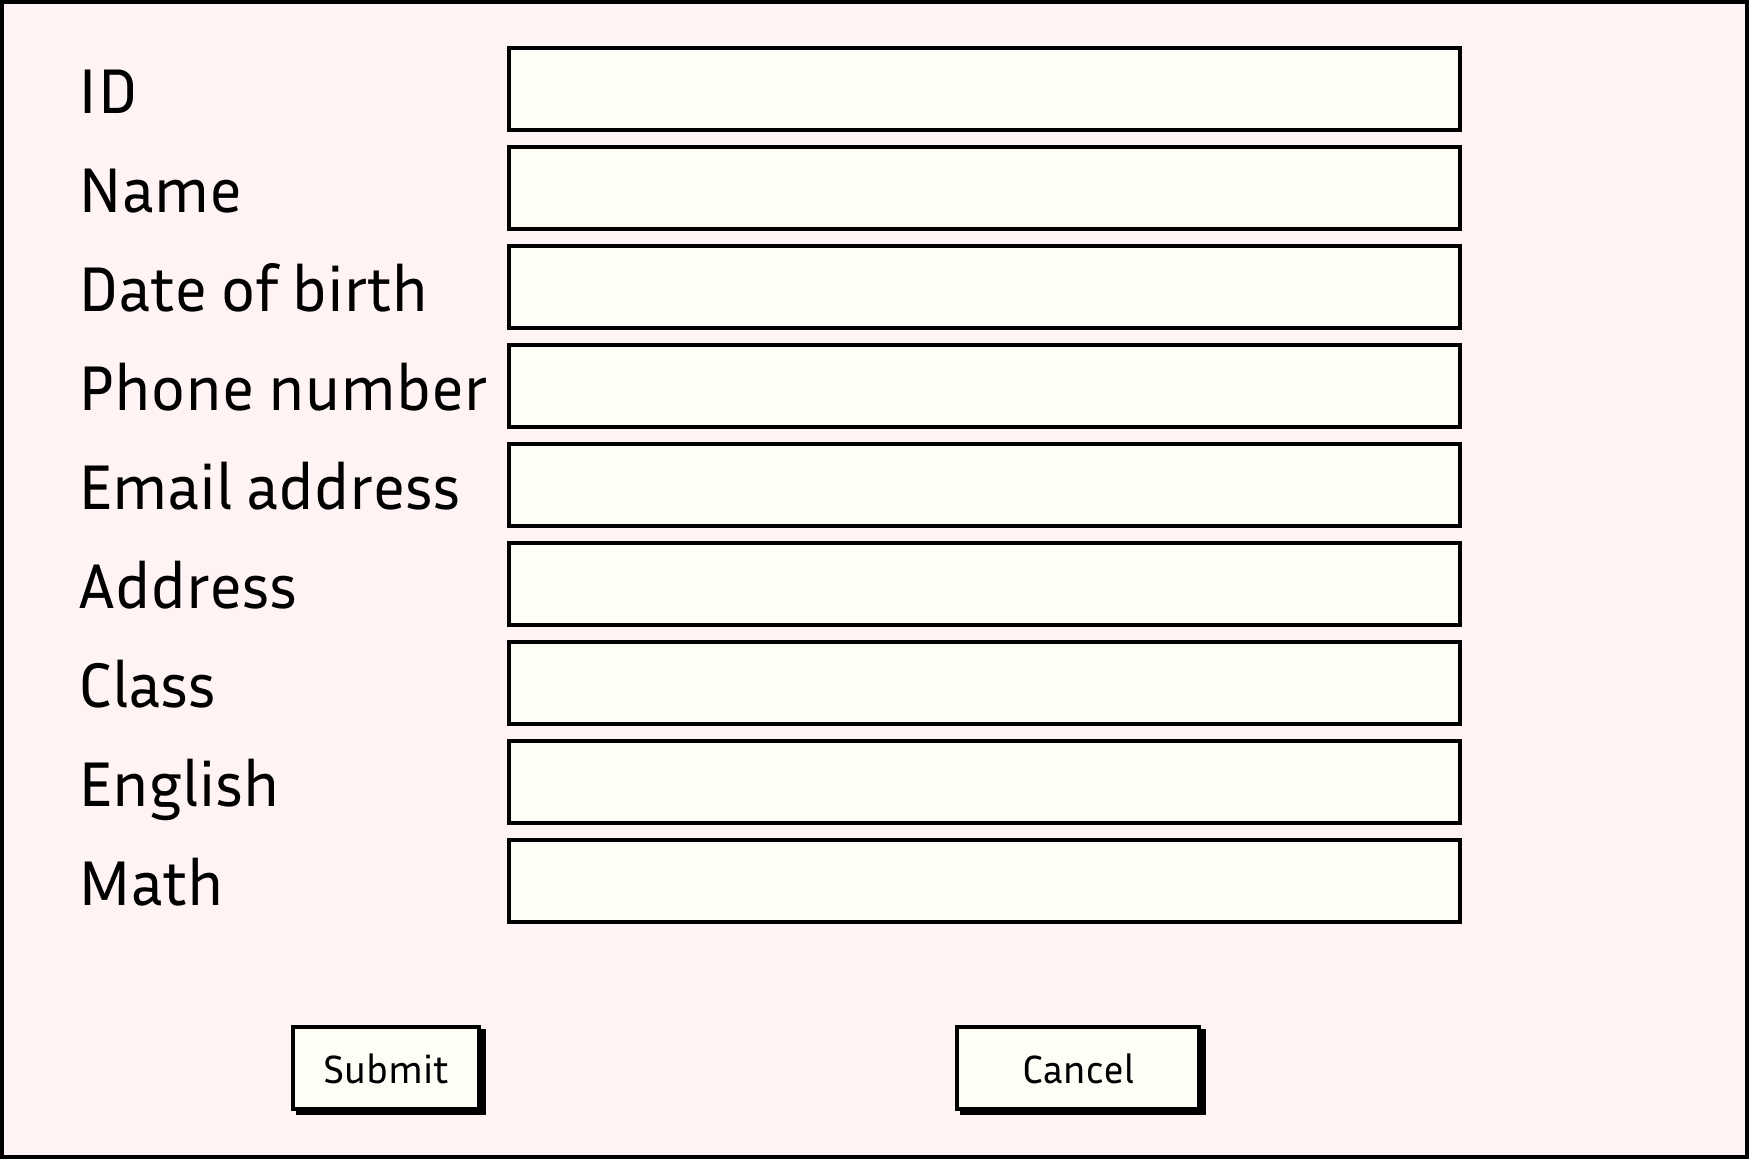 ID
Name
Date of birth
Phone number
Email address
Address
Class
English
Math
Submit
Cancel